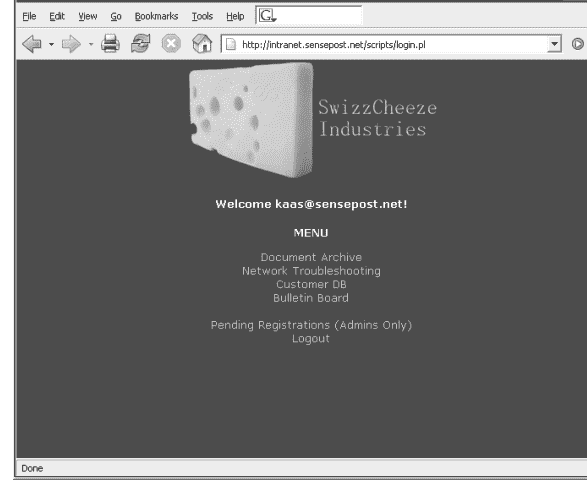 File Edit View Go Bookmarks Tools Help G
http://intranet.sensepost.net/scripts/login.pl
SwizzCheeze
Industries
Welcome kaas@sensepost.net!
MENU
Document Archive
Network Troubleshooting
Customer DB
Bulletin Board
Pending Registrations (Admins Only)
Logout
Done